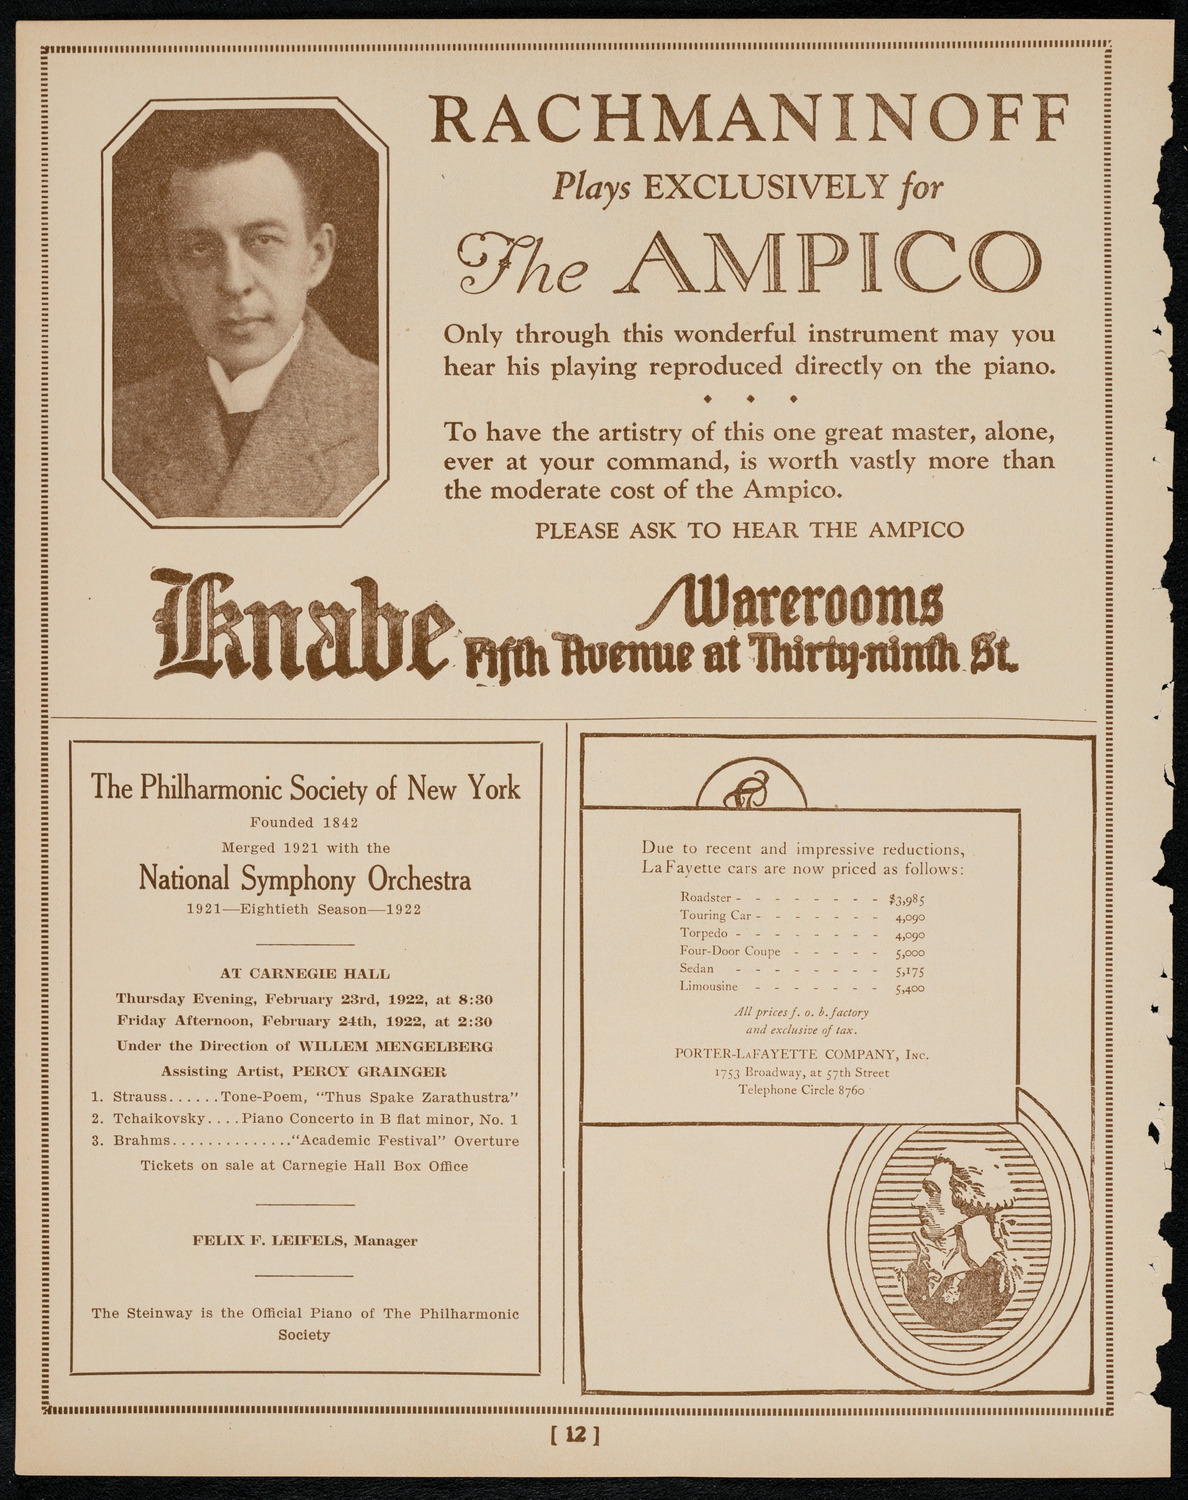 RACHMANINOFF
Plays EXCLUSIVELY for
The AMPICO
Only through this wonderful instrument may you
hear his playing reproduced directly on the piano.
To have the artistry of this one great master, alone,
ever at your command, is worth vastly more than
the moderate cost of the Ampico.
PLEASE ASK TO HEAR THE AMPICO
Knabe Warerooms
Fifth Avenue at Thirty-ninth St.
The Philharmonic Society of New York
Founded 1842
Merged 1921 with the
National Symphony Orchestra
1921—Eightieth Season—1922
AT CARNEGIE HALL
Thursday Evening, February 23rd, 1922, at 8:30
Friday Afternoon, February 24th, 1922, at 2:30
Under the Direction of WILLEM MENGELBERG
Assisting Artist, PERCY GRAINGER
1. Strauss......Tone-Poem, "Thus Spake Zarathustra"
2. Tchaikovsky....Piano Concerto in B flat minor, No. 1
3. Brahms.............."Academic Festival" Overture
Tickets on sale at Carnegie Hall Box Office
FELIX F. LEIFELS, Manager
The Steinway is the Official Piano of The Philharmonic
Society
Due to recent and impressive reductions,
LaFayette cars are now priced as follows:
Roadster - - - - - - - - $3,985
Touring Car - - - - - - - 4,090
Torpedo - - - - - - - - 4,090
Four-Door Coupe - - - - - 5,000
Sedan - - - - - - - - 5,175
Limousine - - - - - - - 5,400
All prices f. o. b. factory
and exclusive of tax.
PORTER-LAFAYETTE COMPANY, Inc.
1753 Broadway, at 57th Street
Telephone Circle 8760
[ 12 ]